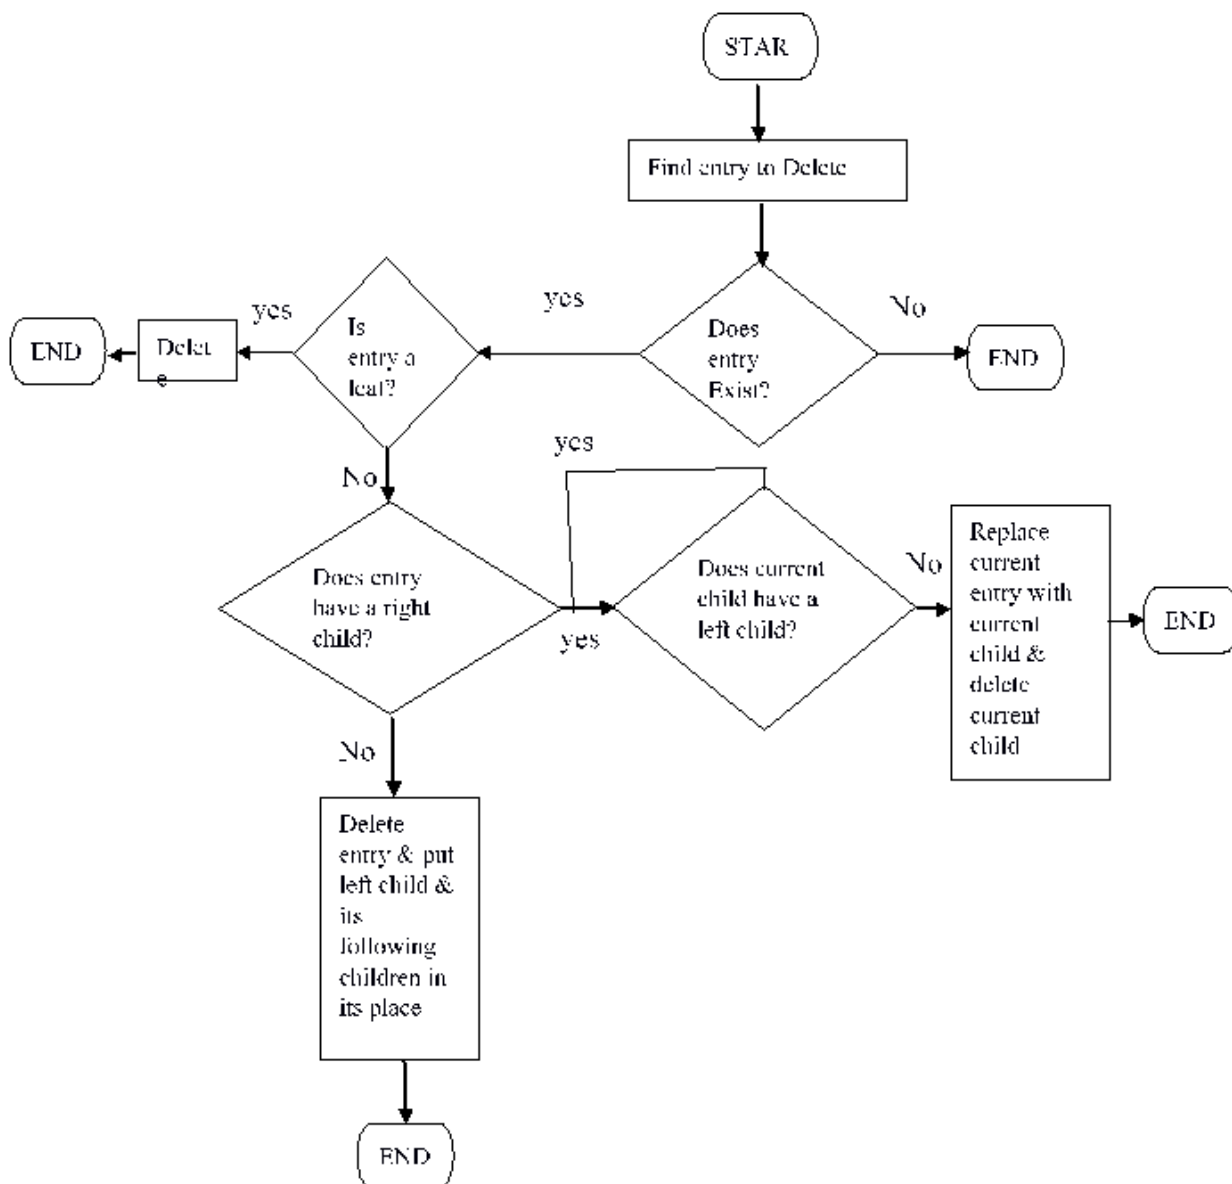 STAR
Find entry to Delete
yes
No
yes
Does
entry
Exist?
END
Is
entry a
leaf?
Delet
e
END
No
yes
Does entry
have a right
child?
yes
Does current
child have a
left child?
No
Replace
current
entry with
current
child &
delete
current
child
END
No
Delete
entry & put
left child &
its
following
children in
its place
END